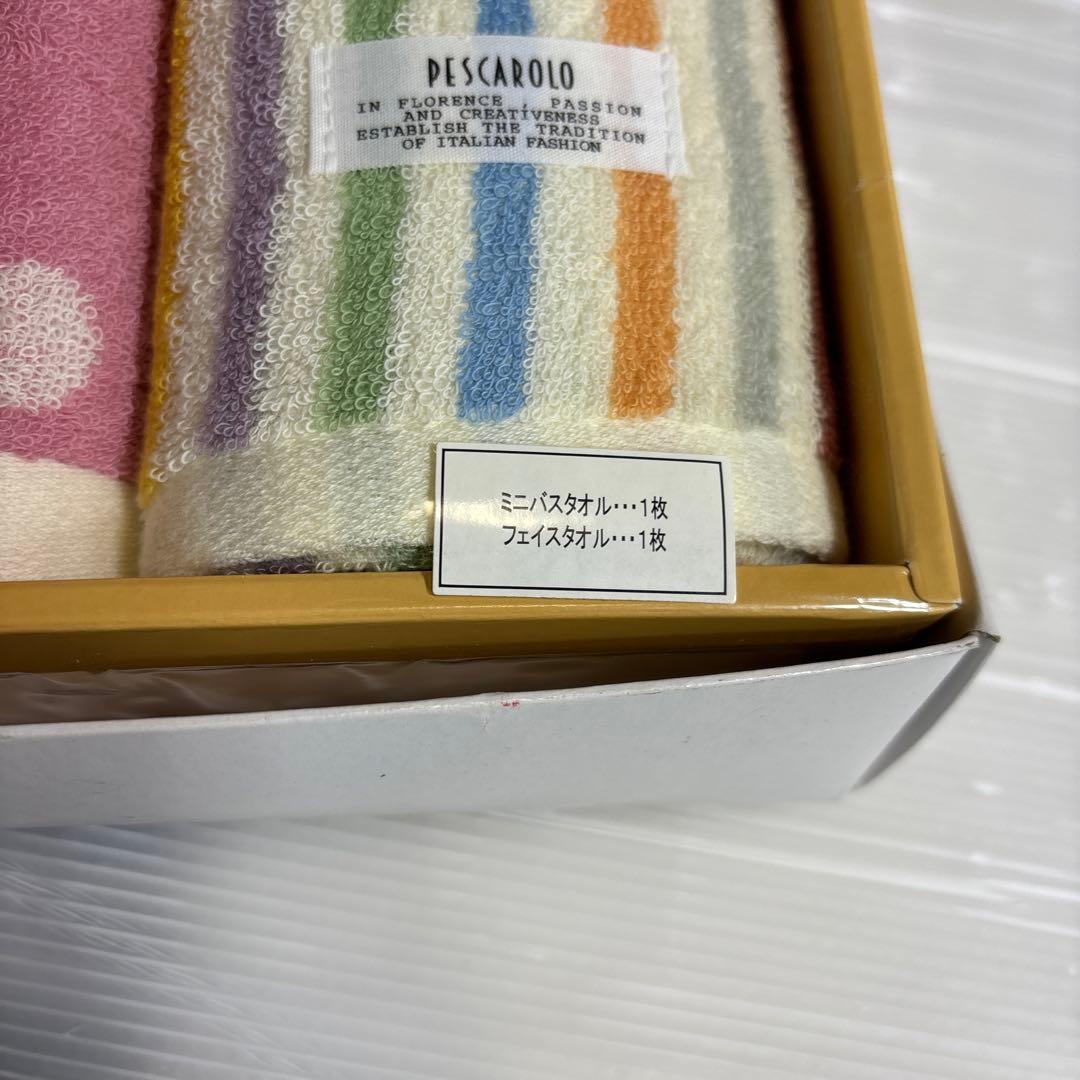 PESCAROLO
IN FLORENCE , PASSION
AND CREATIVENESS
ESTABLISH THE TRADITION
OF ITALIAN FASHION
ミニバスタオル･･･1枚
フェイスタオル･･･1枚